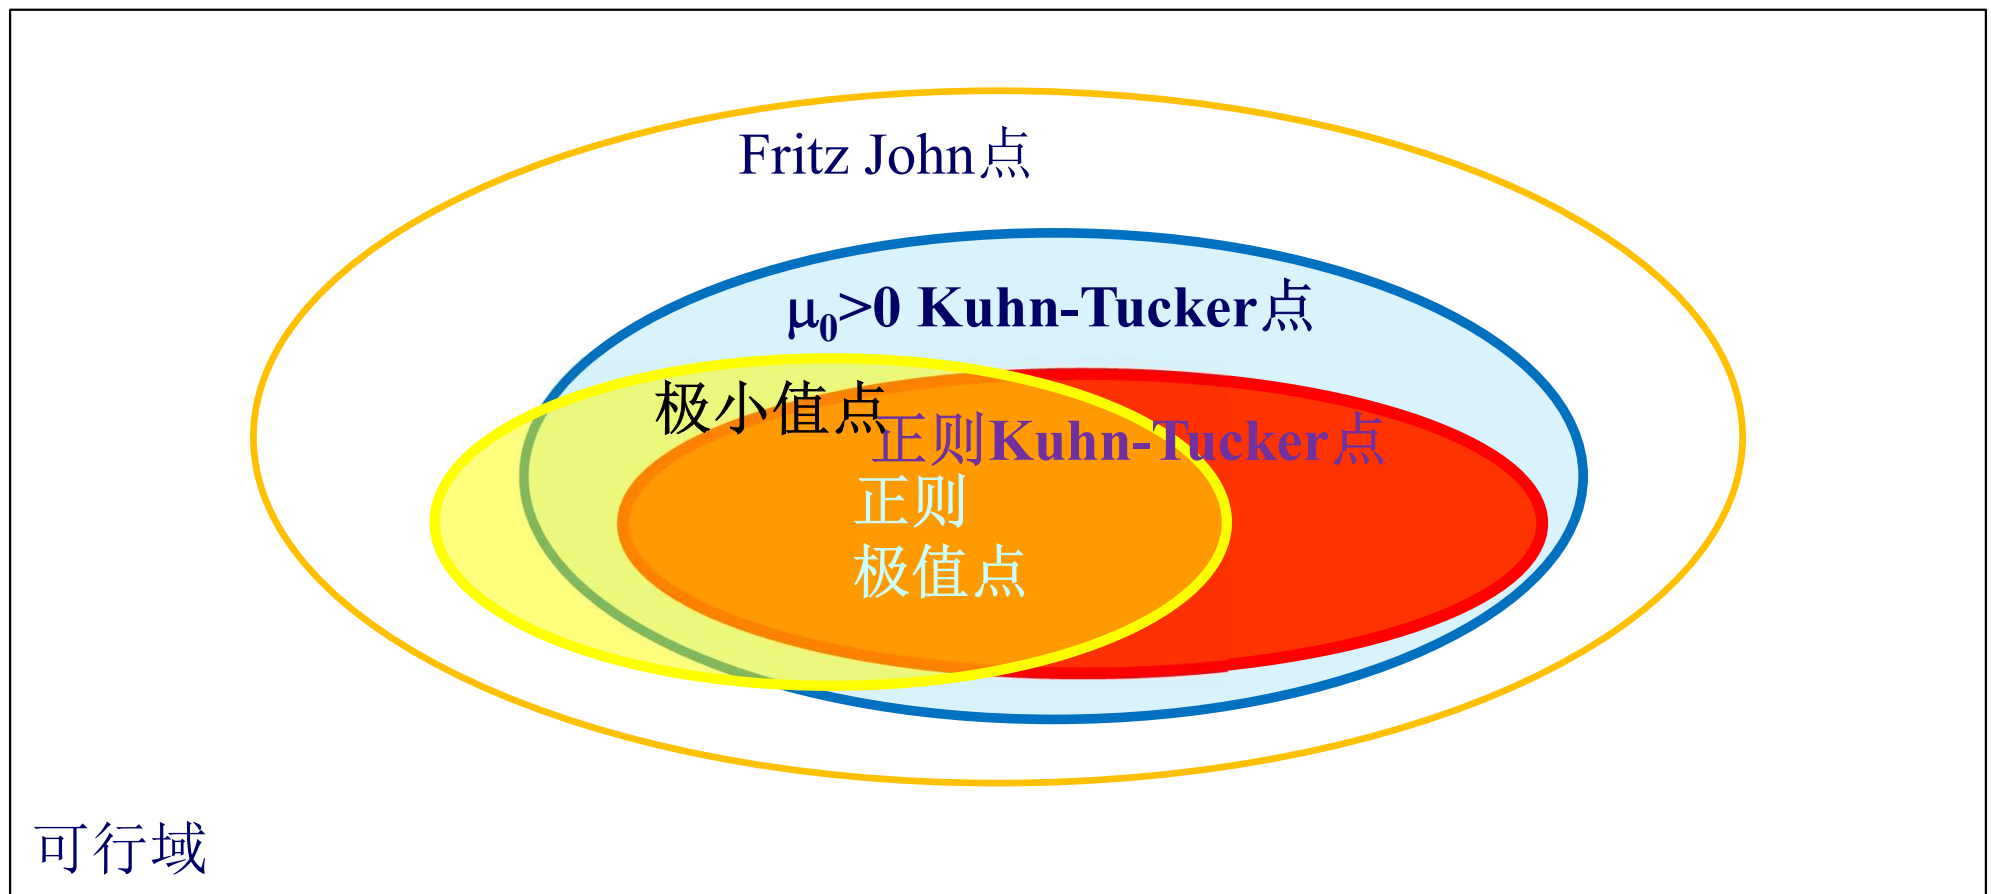 Fritz John点
μ₀>0 Kuhn-Tucker点
极小值点
正则Kuhn-Tucker点
正则
极值点
可行域